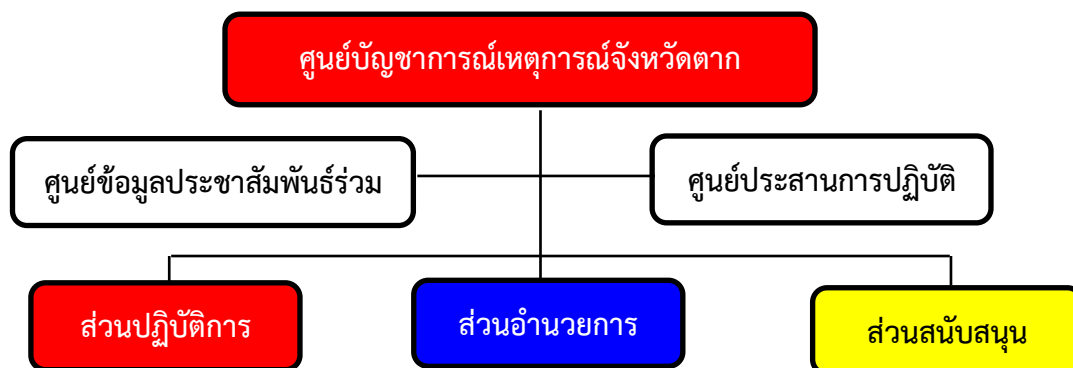 ศูนย์บัญชาการณ์เหตุการณ์จังหวัดตาก
ศูนย์ข้อมูลประชาสัมพันธ์ร่วม
ศูนย์ประสานการปฏิบัติ
ส่วนปฏิบัติการ
ส่วนอำนวยการ
ส่วนสนับสนุน